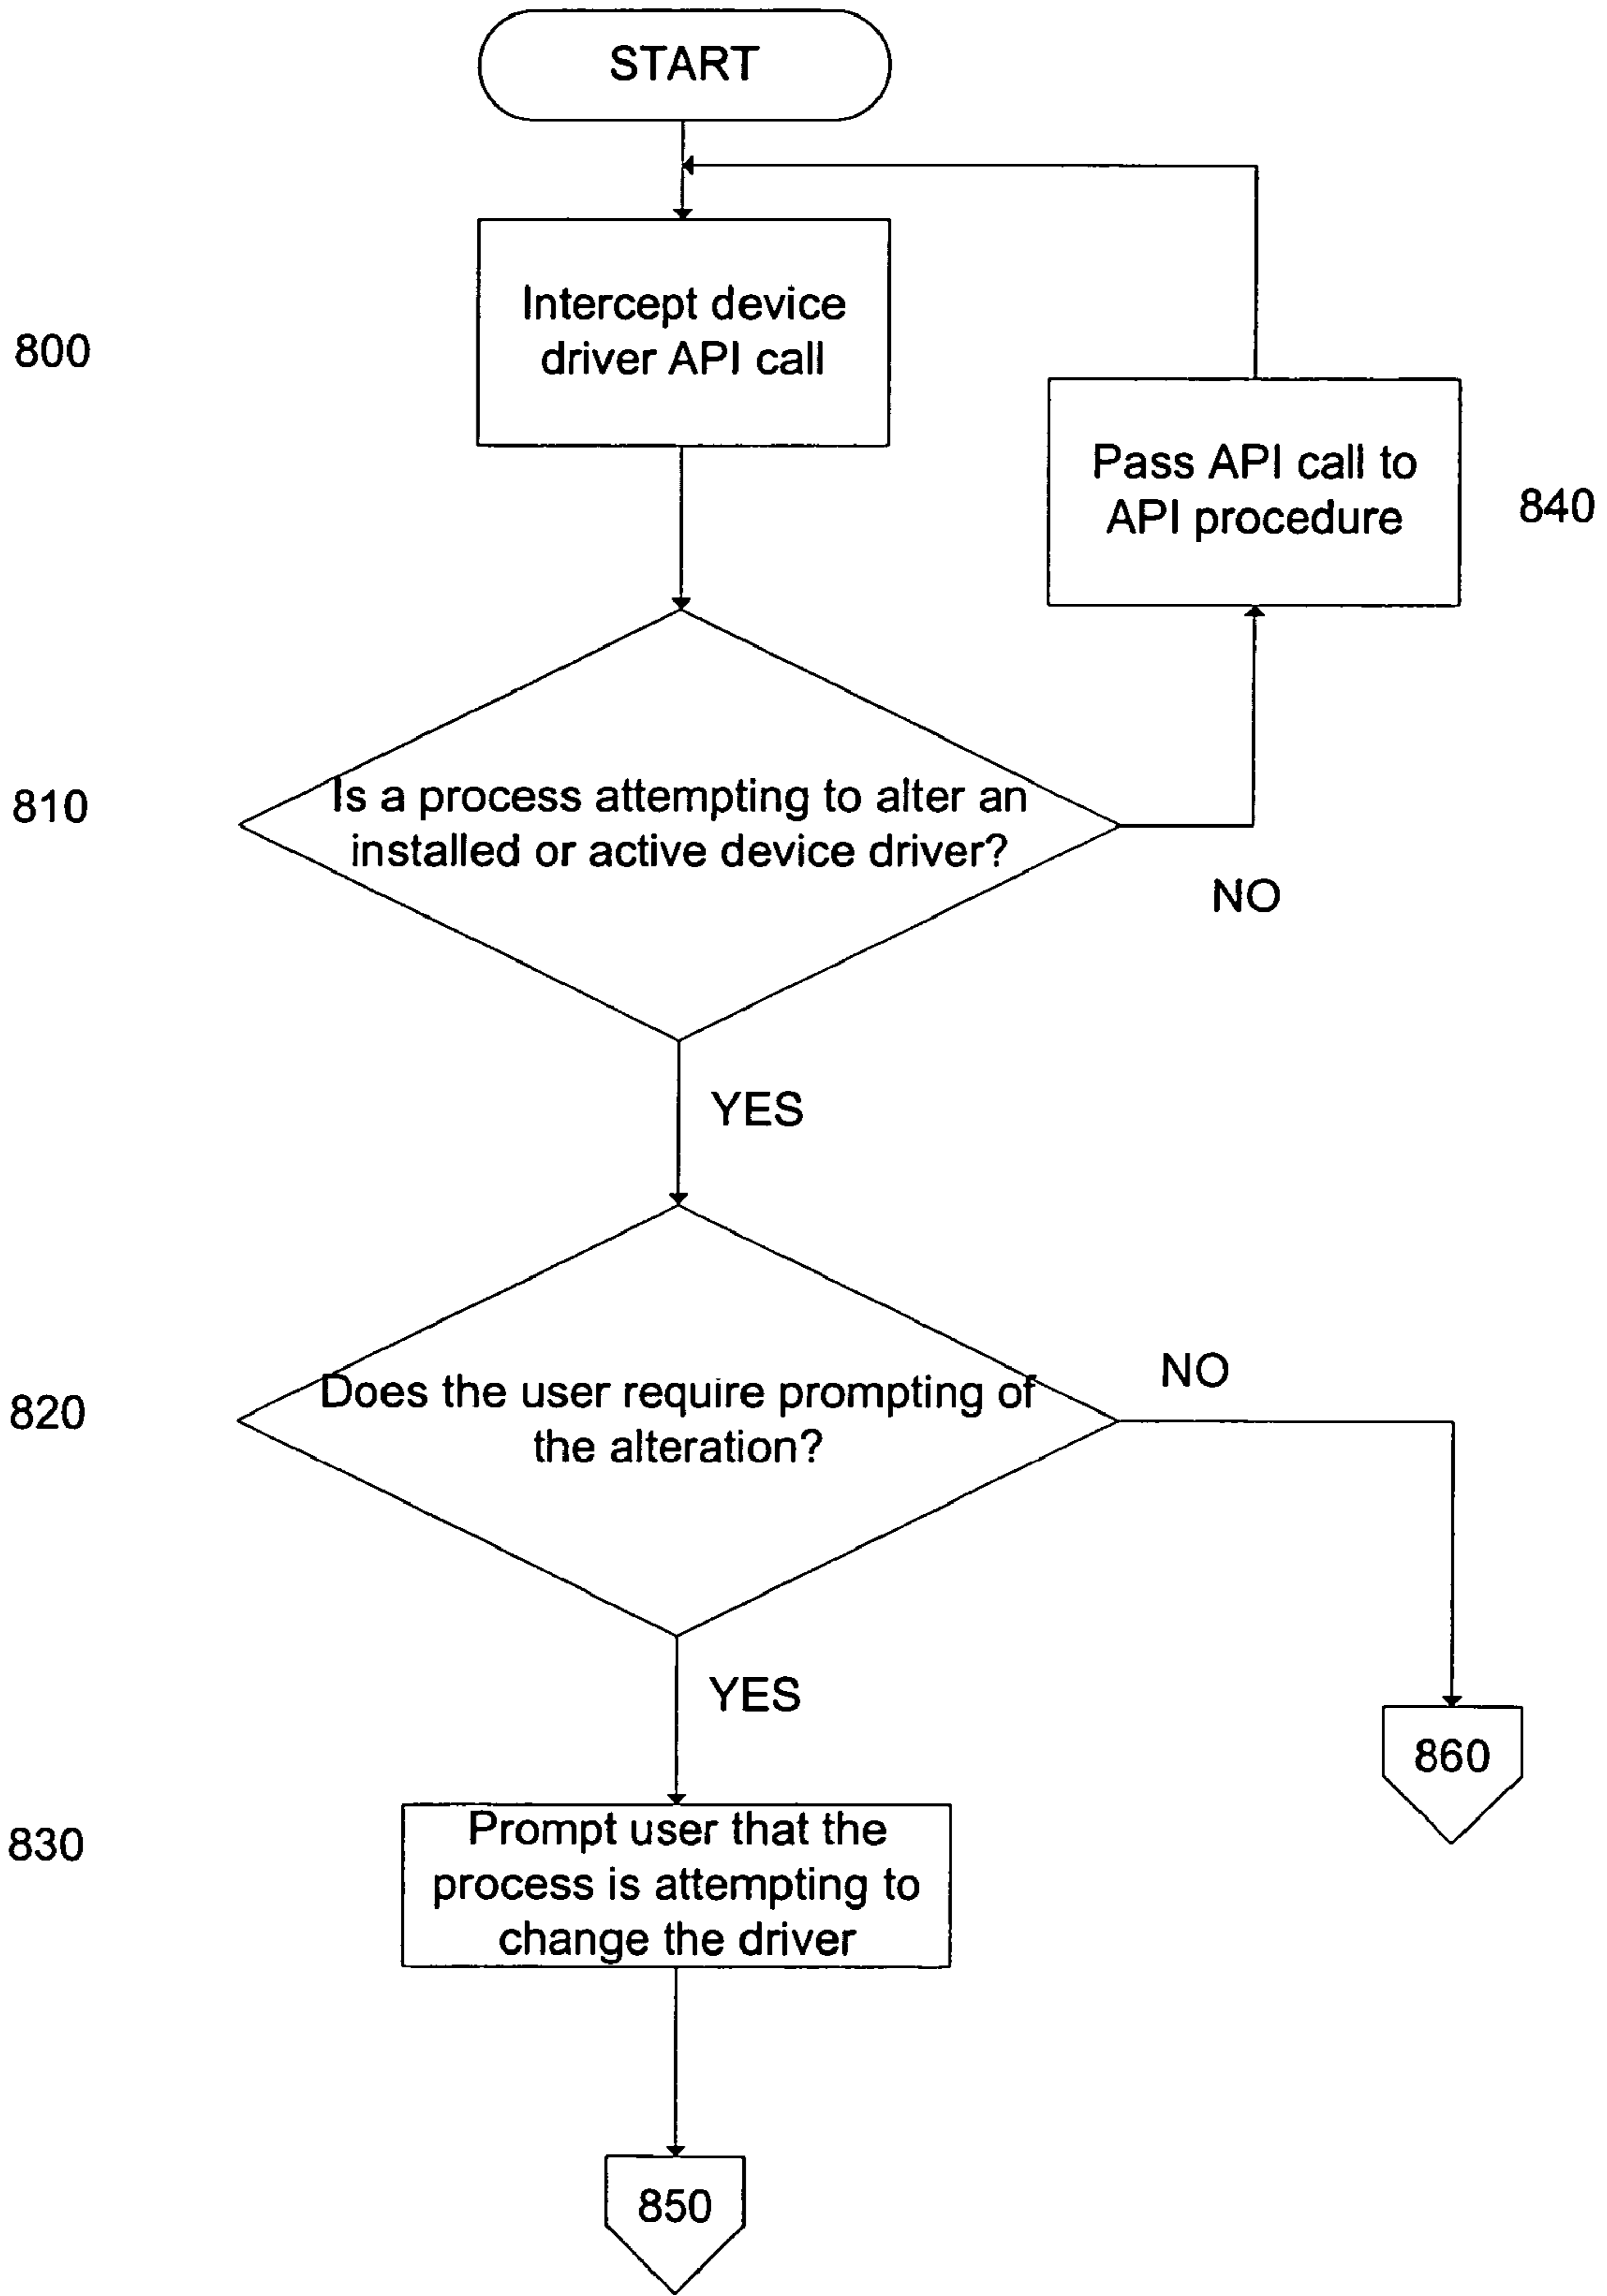 START
800
Intercept device
driver API call
Pass API call to
API procedure
840
810
Is a process attempting to alter an
installed or active device driver?
NO
YES
820
Does the user require prompting of
the alteration?
NO
YES
830
Prompt user that the
process is attempting to
change the driver
860
850